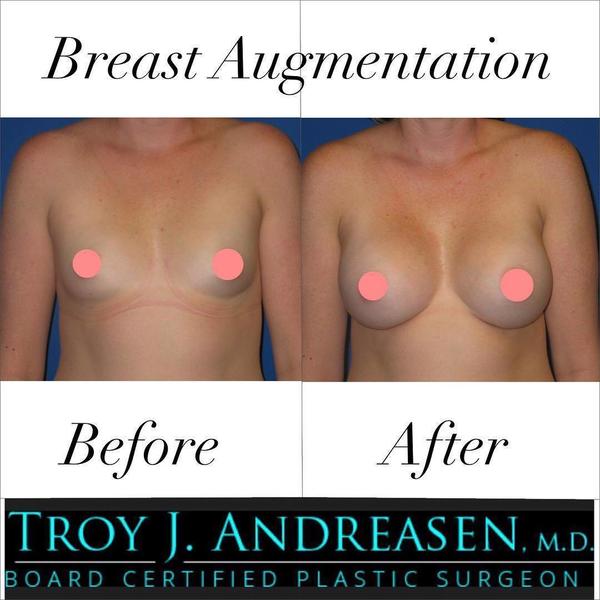 Breast Augmentation
Before
After
TROY J. ANDREASEN, M.D.
BOARD CERTIFIED PLASTIC SURGEON